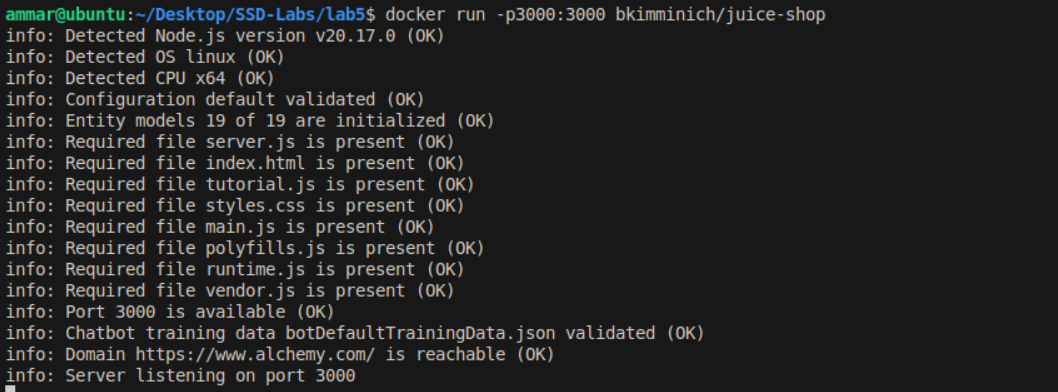 ammar@ubuntu:~/Desktop/SSD-Labs/lab5$ docker run -p3000:3000 bkimminich/juice-shop
info: Detected Node.js version v20.17.0 (OK)
info: Detected OS linux (OK)
info: Detected CPU x64 (OK)
info: Configuration default validated (OK)
info: Entity models 19 of 19 are initialized (OK)
info: Required file server.js is present (OK)
info: Required file index.html is present (OK)
info: Required file tutorial.js is present (OK)
info: Required file styles.css is present (OK)
info: Required file main.js is present (OK)
info: Required file polyfills.js is present (OK)
info: Required file runtime.js is present (OK)
info: Required file vendor.js is present (OK)
info: Port 3000 is available (OK)
info: Chatbot training data botDefaultTrainingData.json validated (OK)
info: Domain https://www.alchemy.com/ is reachable (OK)
info: Server listening on port 3000